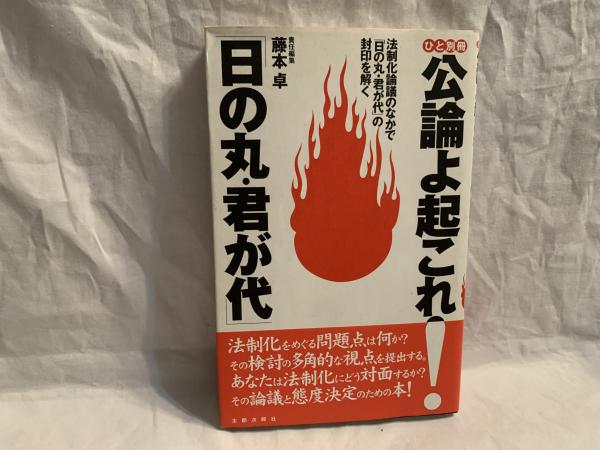 ひと別冊
公論よ起これ!
「日の丸・君が代」
法制化論議のなかで
「日の丸・君が代」の
封印を解く
責任編集
藤本 卓
法制化をめぐる問題点は何か?
その検討の多角的な視点を提出する。
あなたは法制化にどう対面するか?
その論議と態度決定のための本!
太郎次郎社